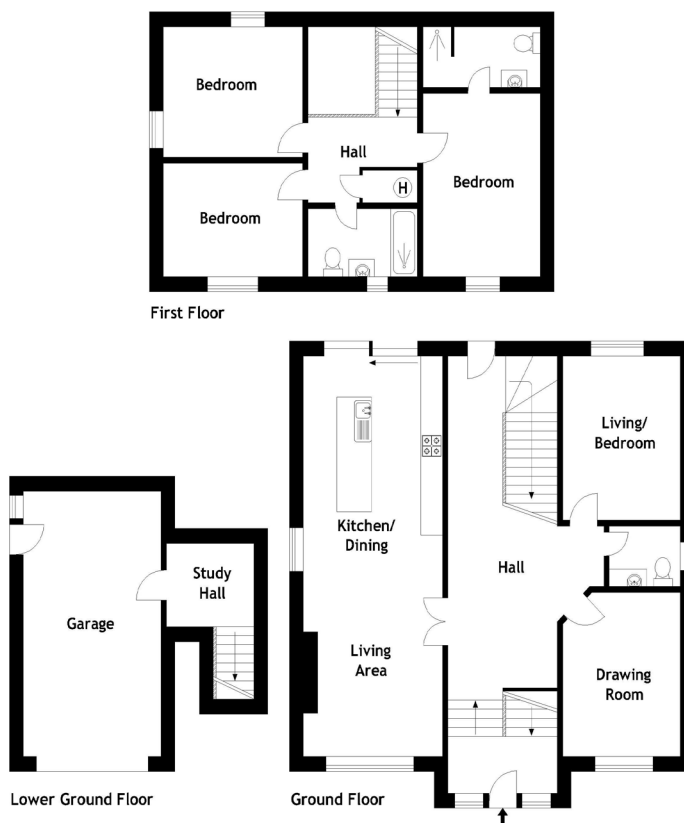 Bedroom
Hall
Bedroom
Bedroom
H
First Floor
Living/
Bedroom
Kitchen/
Dining
Hall
Study
Hall
Garage
Living
Area
Drawing
Room
Lower Ground Floor
Ground Floor